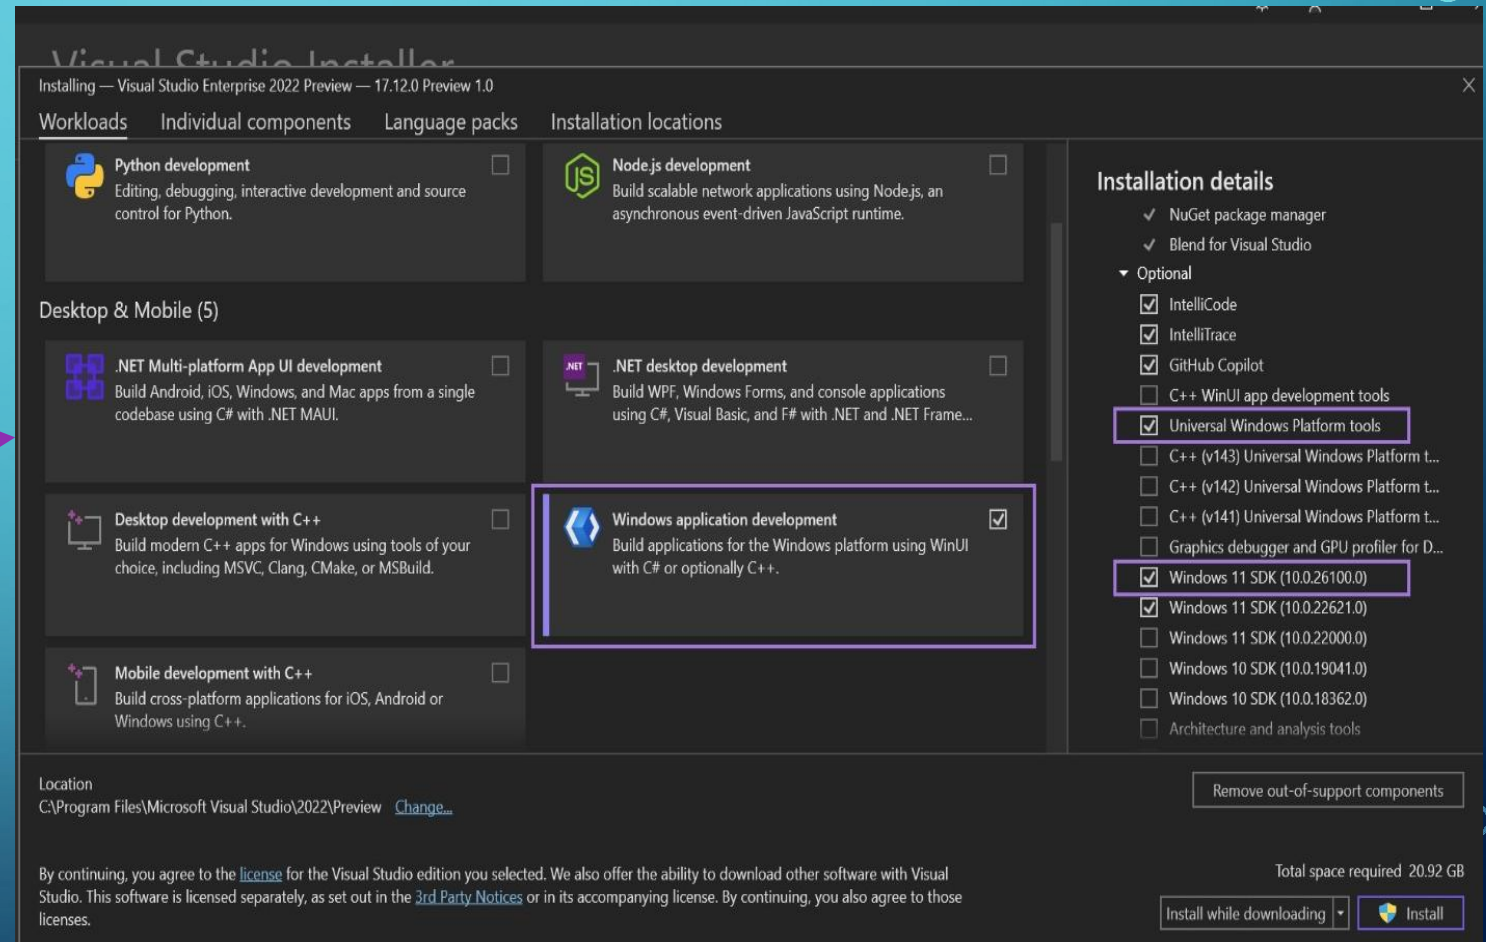 Visual Studio Installer
Installing — Visual Studio Enterprise 2022 Preview — 17.12.0 Preview 1.0
Workloads Individual components Language packs Installation locations
Python development
Editing, debugging, interactive development and source
control for Python.
Node.js development
Build scalable network applications using Node.js, an
asynchronous event-driven JavaScript runtime.
Desktop & Mobile (5)
.NET Multi-platform App UI development
Build Android, iOS, Windows, and Mac apps from a single
codebase using C# with .NET MAUI.
.NET
.NET desktop development
Build WPF, Windows Forms, and console applications
using C#, Visual Basic, and F# with .NET and .NET Frame...
Desktop development with C++
Build modern C++ apps for Windows using tools of your
choice, including MSVC, Clang, CMake, or MSBuild.
Windows application development
Build applications for the Windows platform using WinUI
with C# or optionally C++.
Mobile development with C++
Build cross-platform applications for iOS, Android or
Windows using C++.
Installation details
NuGet package manager
Blend for Visual Studio
Optional
IntelliCode
IntelliTrace
GitHub Copilot
C++ WinUI app development tools
Universal Windows Platform tools
C++ (v143) Universal Windows Platform t...
C++ (v142) Universal Windows Platform t...
C++ (v141) Universal Windows Platform t...
Graphics debugger and GPU profiler for D...
Windows 11 SDK (10.0.26100.0)
Windows 11 SDK (10.0.22621.0)
Windows 11 SDK (10.0.22000.0)
Windows 10 SDK (10.0.19041.0)
Windows 10 SDK (10.0.18362.0)
Architecture and analysis tools
Location
C:\Program Files\Microsoft Visual Studio\2022\Preview Change...
Remove out-of-support components
By continuing, you agree to the license for the Visual Studio edition you selected. We also offer the ability to download other software with Visual
Studio. This software is licensed separately, as set out in the 3rd Party Notices or in its accompanying license. By continuing, you also agree to those
licenses.
Total space required 20.92 GB
Install while downloading
Install